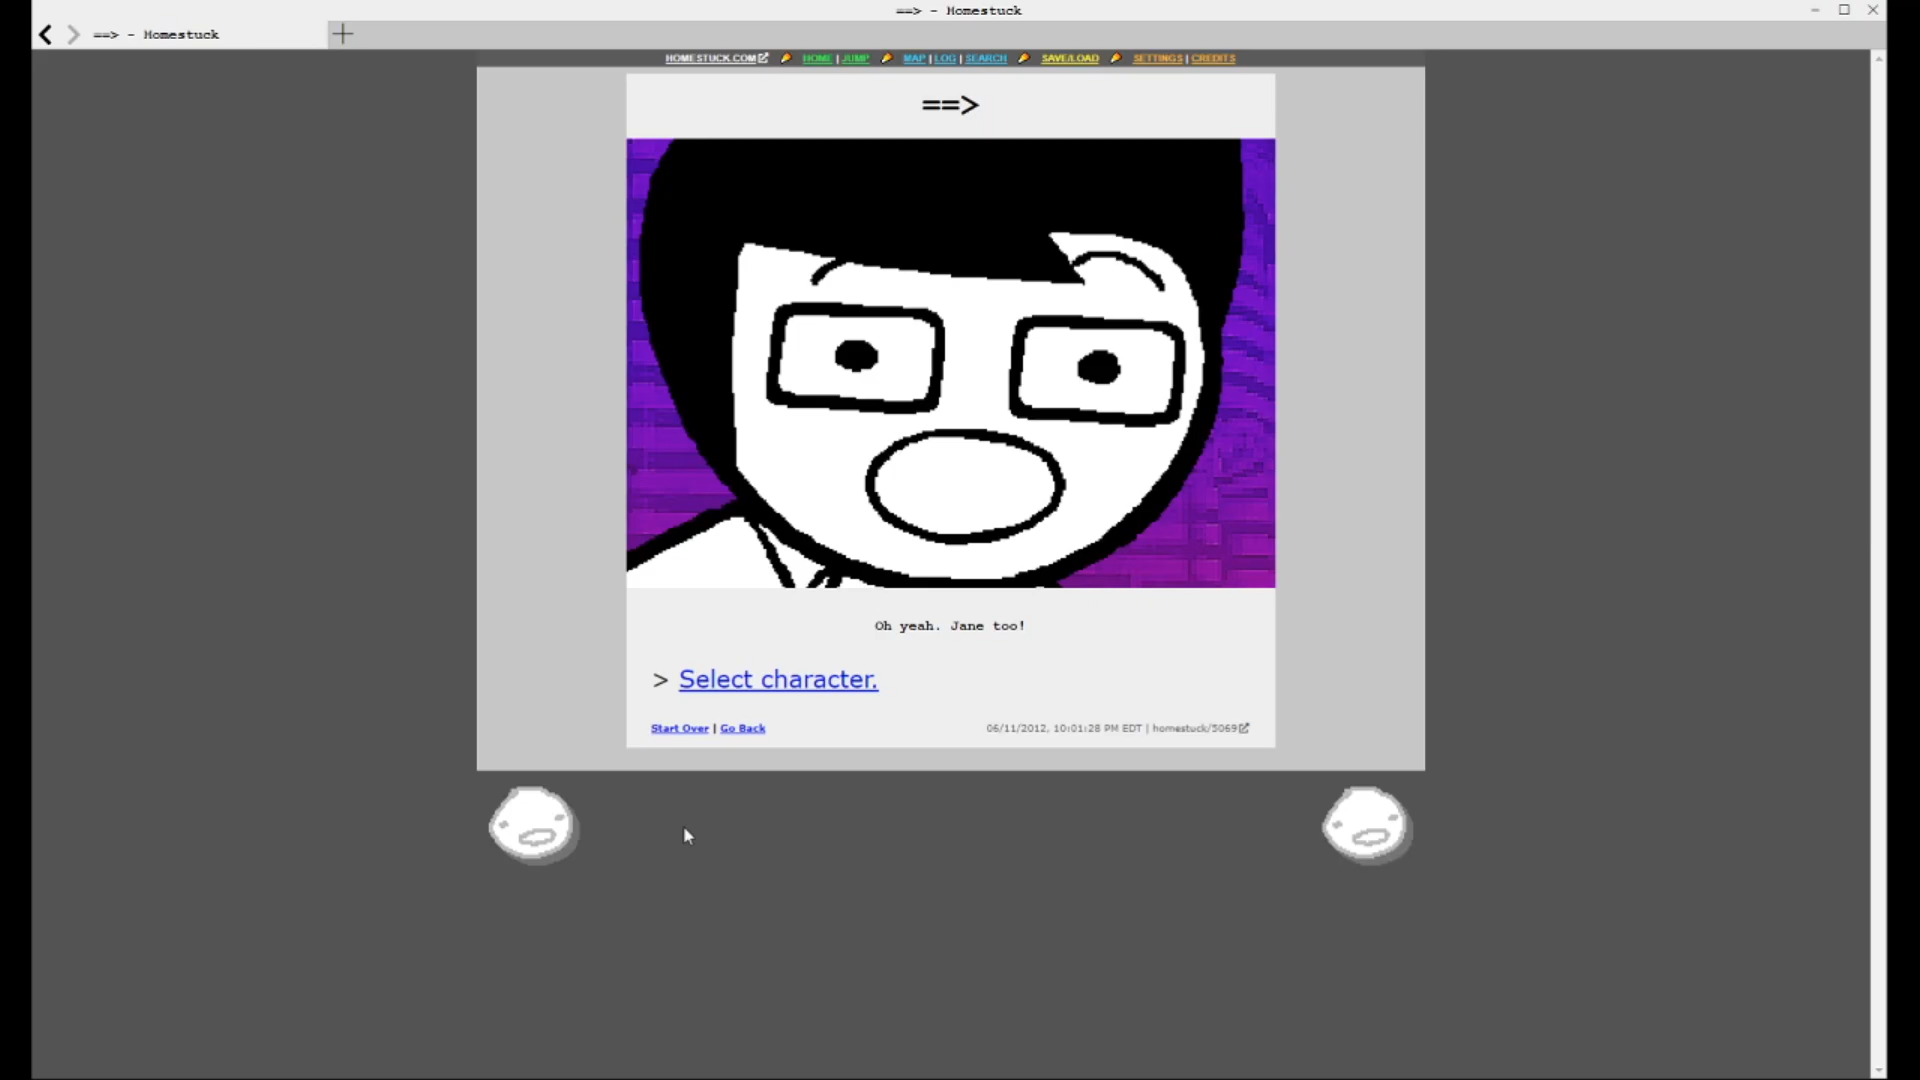 ==> - Homestuck
==> - Homestuck
HOMESTUCK.COM HOME | JUMP MAP | LOG | SEARCH SAVE/LOAD SETTINGS | CREDITS
==>
Oh yeah. Jane too!
> Select character.
Start Over | Go Back 06/11/2012, 10:01:28 PM EDT | homestuck/5069